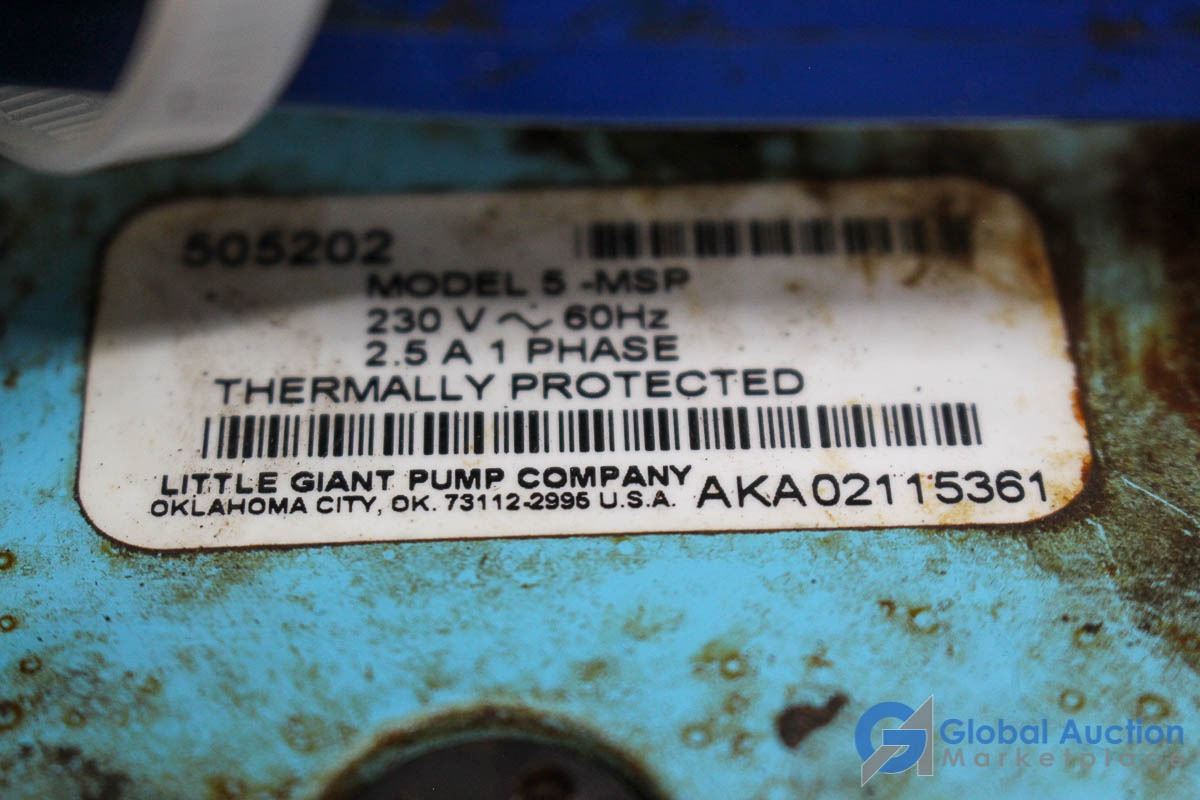 505202
MODEL 5 -MSP
230 V ~ 60Hz
2.5 A 1 PHASE
THERMALLY PROTECTED
LITTLE GIANT PUMP COMPANY
OKLAHOMA CITY, OK. 73112-2995 U.S.A.
AKA02115361
Global Auction
Marketplace